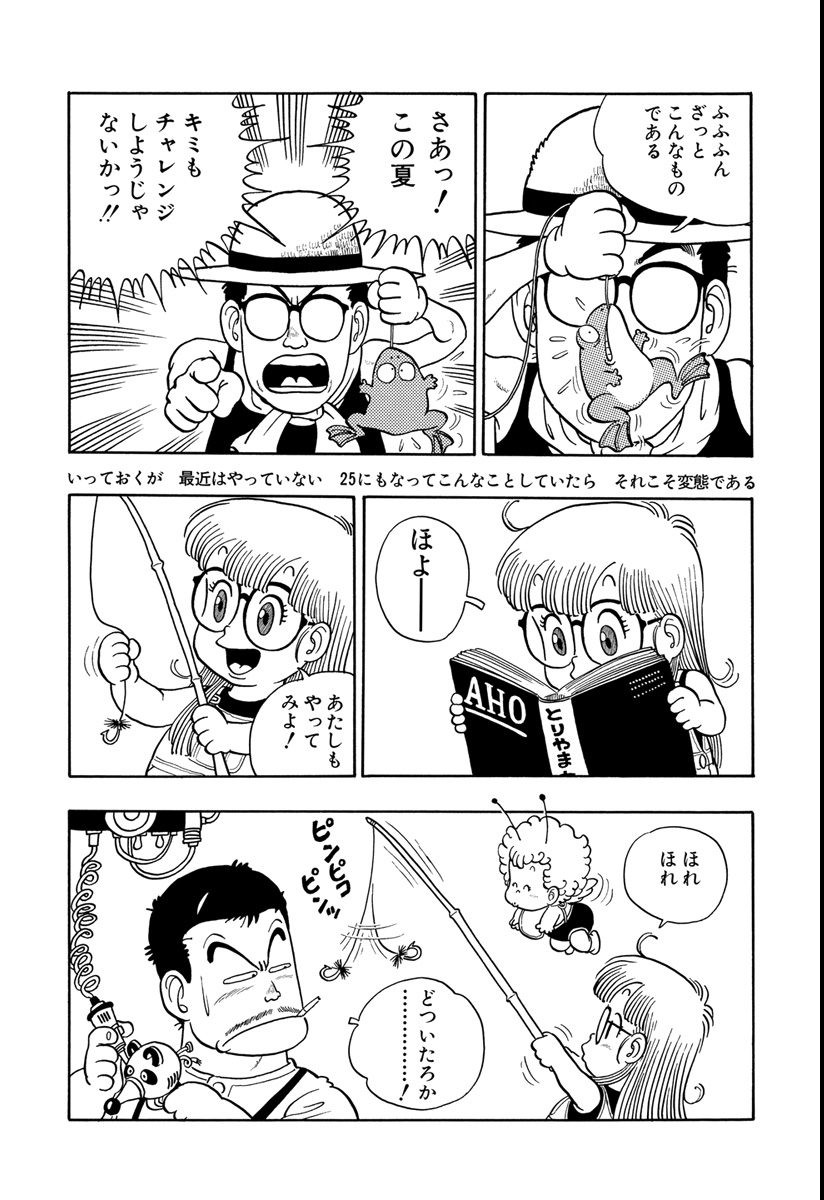 ふふふん
ざっと
こんなもの
である
さあっ!
この夏
キミも
チャレンジ
しようじゃ
ないかっ!!
いっておくが 最近はやっていない 25にもなってこんなことしていたら それこそ変態である
ほよ――
AHO
とりやま
あたしも
やって
みよ!
ほれ
ほれ
ピンピコ
ピンッ
どついたろか
…………!